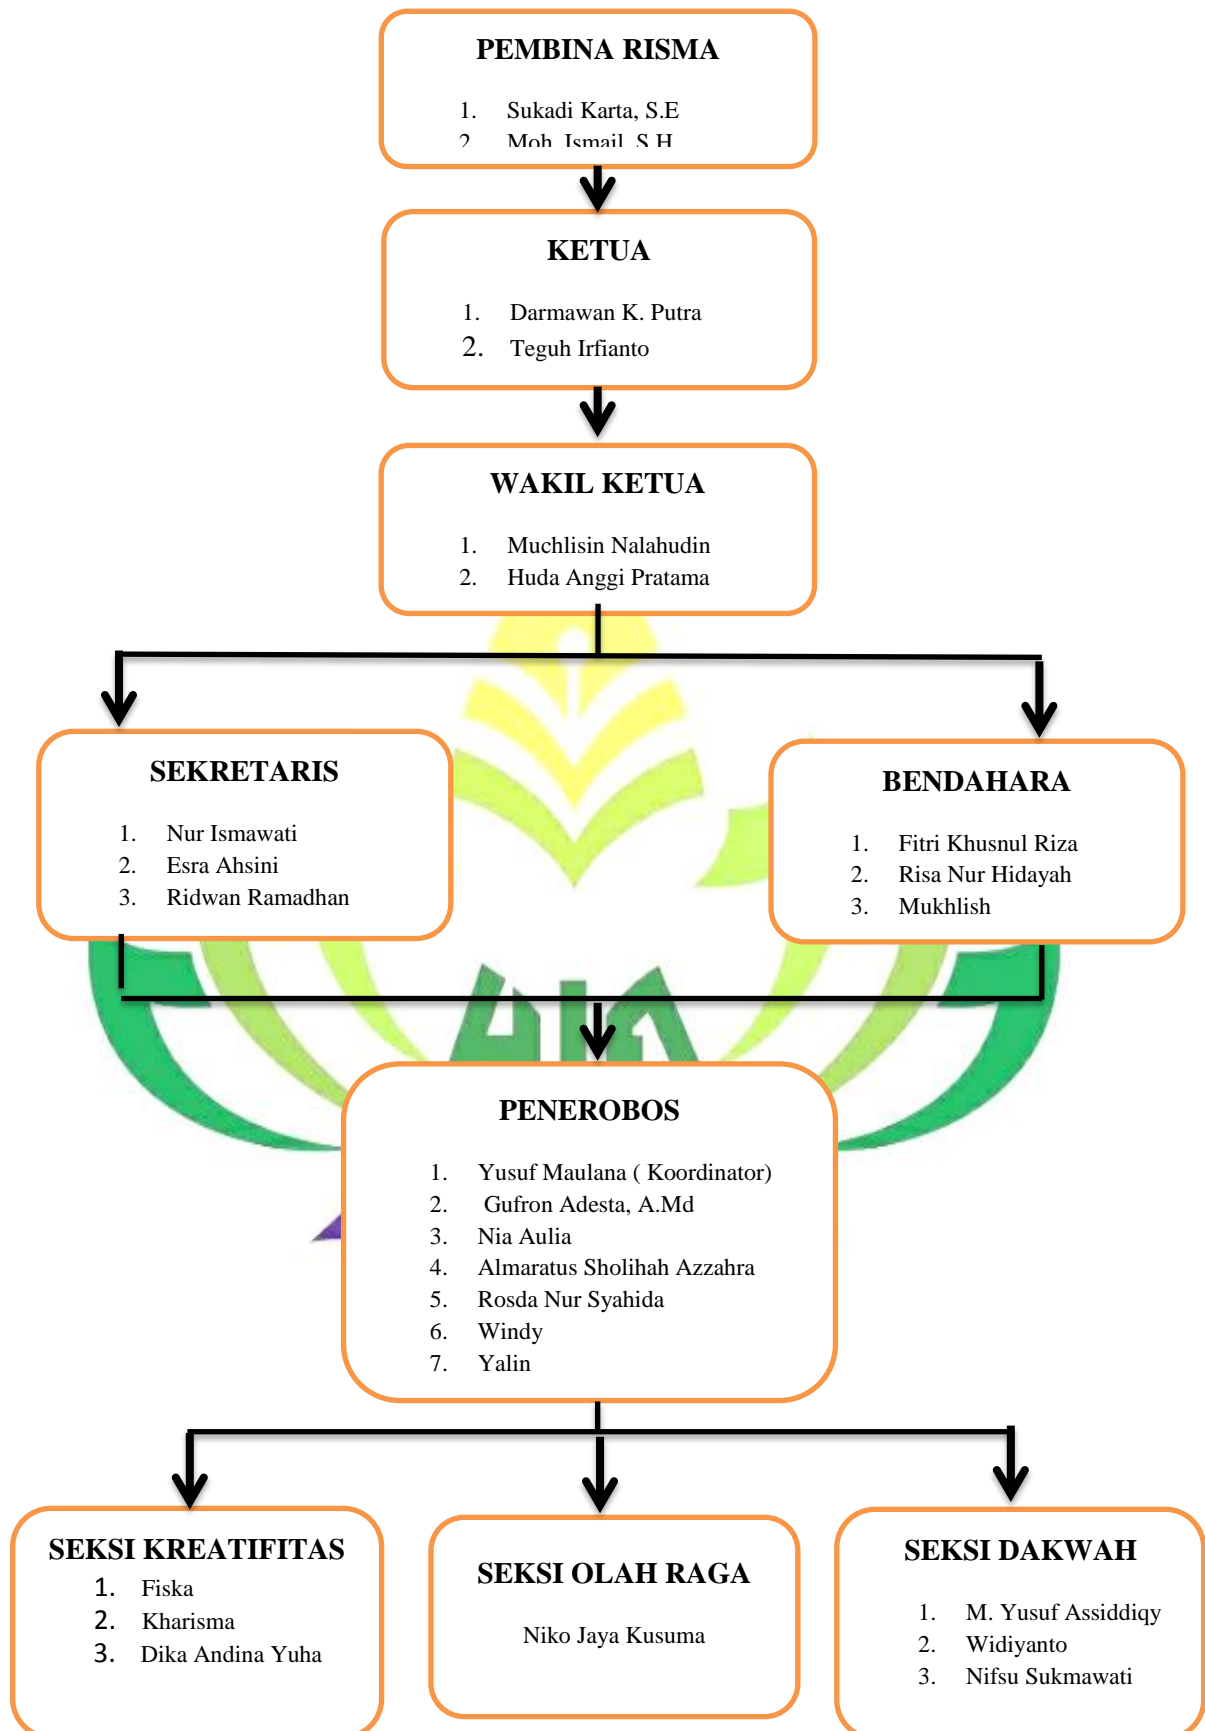 PEMBINA RISMA
1. Sukadi Karta, S.E
2. Moh. Ismail, S.H
KETUA
1. Darmawan K. Putra
2. Teguh Irfianto
WAKIL KETUA
1. Muchlisin Nalahudin
2. Huda Anggi Pratama
SEKRETARIS
1. Nur Ismawati
2. Esra Ahsini
3. Ridwan Ramadhan
BENDAHARA
1. Fitri Khusnul Riza
2. Risa Nur Hidayah
3. Mukhlish
PENEROBOS
1. Yusuf Maulana ( Koordinator)
2. Gufron Adesta, A.Md
3. Nia Aulia
4. Almaratus Sholihah Azzahra
5. Rosda Nur Syahida
6. Windy
7. Yalin
SEKSI KREATIFITAS
1. Fiska
2. Kharisma
3. Dika Andina Yuha
SEKSI OLAH RAGA
Niko Jaya Kusuma
SEKSI DAKWAH
1. M. Yusuf Assiddiqy
2. Widiyanto
3. Nifsu Sukmawati